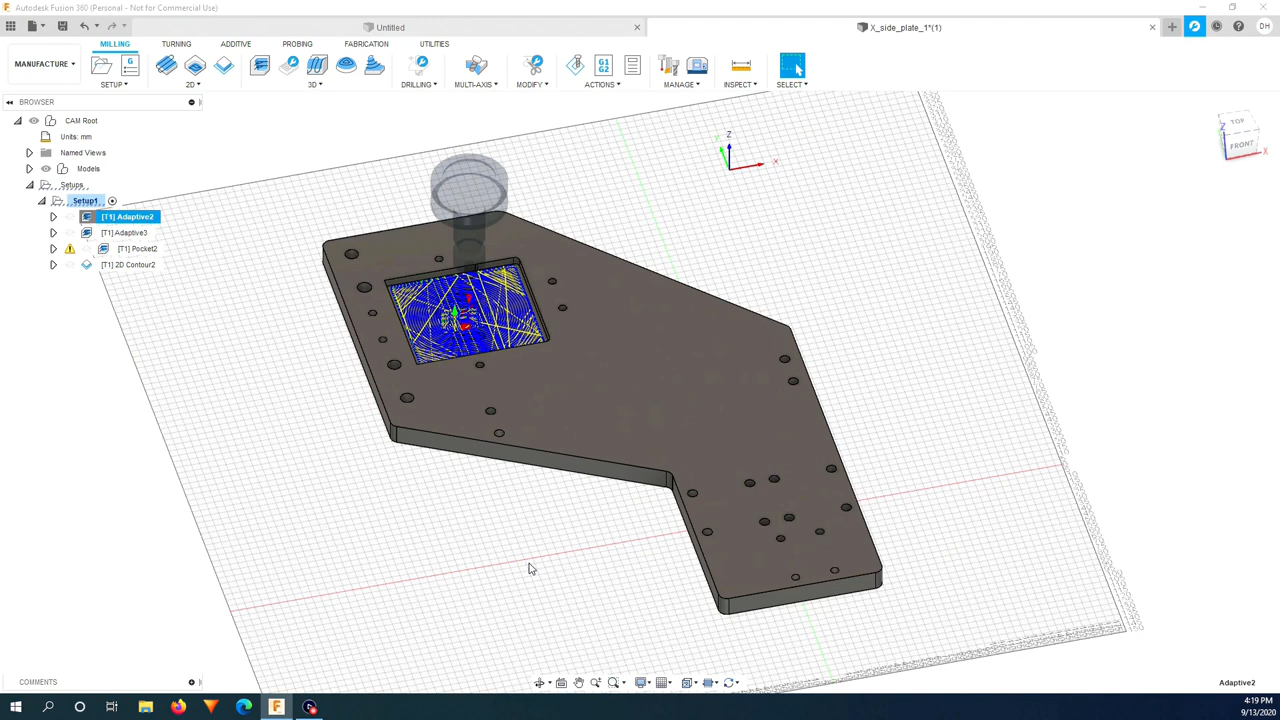 Autodesk Fusion 360 (Personal - Not for Commercial Use)
Untitled
X_side_plate_1*(1)
DH
MILLING
TURNING
ADDITIVE
PROBING
FABRICATION
UTILITIES
MANUFACTURE
G
G1
G2
SETUP
2D
3D
DRILLING
MULTI-AXIS
MODIFY
ACTIONS
MANAGE
INSPECT
SELECT
BROWSER
CAM Root
Units: mm
Named Views
Models
Setups
Setup1
[T1] Adaptive2
[T1] Adaptive3
[T1] Pocket2
[T1] 2D Contour2
Z
Y
X
TOP
FRONT
Z
X
COMMENTS
Adaptive2
F
4:19 PM
9/13/2020